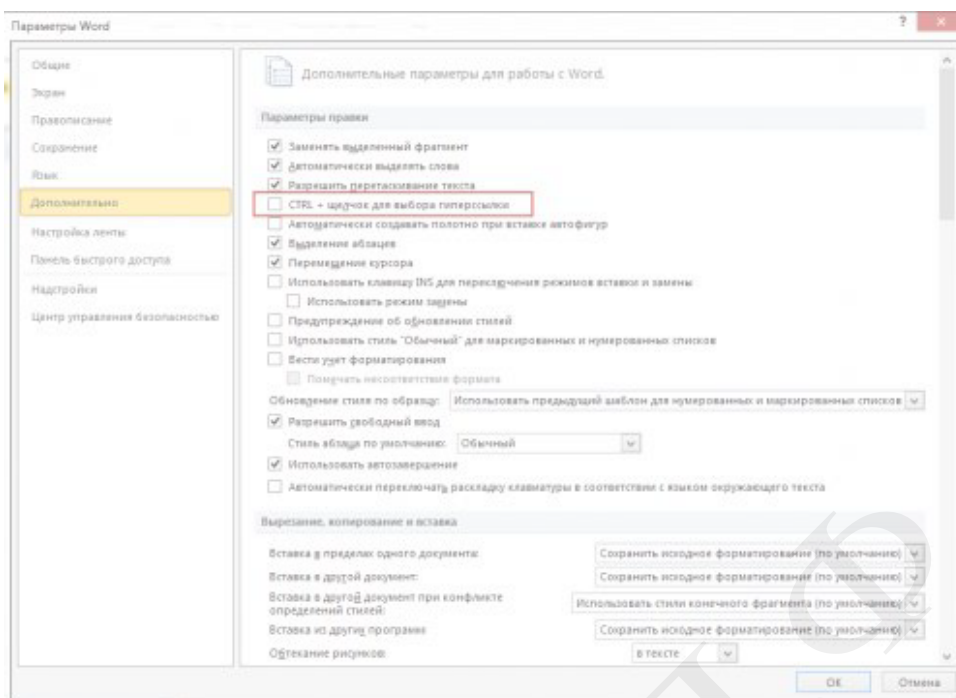 Параметры Word
?
Общие
Экран
Правописание
Сохранение
Язык
Дополнительно
Настройка ленты
Панель быстрого доступа
Надстройки
Центр управления безопасностью
Дополнительные параметры для работы с Word.
Параметры правки
Заменять выделенный фрагмент
Автоматически выделять слова
Разрешить перетаскивание текста
CTRL + щелчок для выбора гиперссылки
Автоматически создавать полотно при вставке автофигур
Выделение абзацев
Перемещение курсора
Использовать клавишу INS для переключения режимов вставки и замены
Использовать режим замены
Предупреждение об обновлении стилей
Использовать стиль "Обычный" для маркированных и нумерованных списков
Вести учет форматирования
Помечать несоответствие формата
Обновление стиля по образцу: Использовать предыдущий шаблон для нумерованных и маркированных списков
Разрешить свободный ввод
Стиль абзаца по умолчанию: Обычный
Использовать автозавершение
Автоматически переключать раскладку клавиатуры в соответствии с языком окружающего текста
Вырезание, копирование и вставка
Вставка в пределах одного документа: Сохранить исходное форматирование (по умолчанию)
Вставка в другой документ: Сохранить исходное форматирование (по умолчанию)
Вставка в другой документ при конфликте
определений стилей: Использовать стили конечного фрагмента (по умолчанию)
Вставка из других программ: Сохранить исходное форматирование (по умолчанию)
Обтекание рисунков: в тексте
ОК Отмена